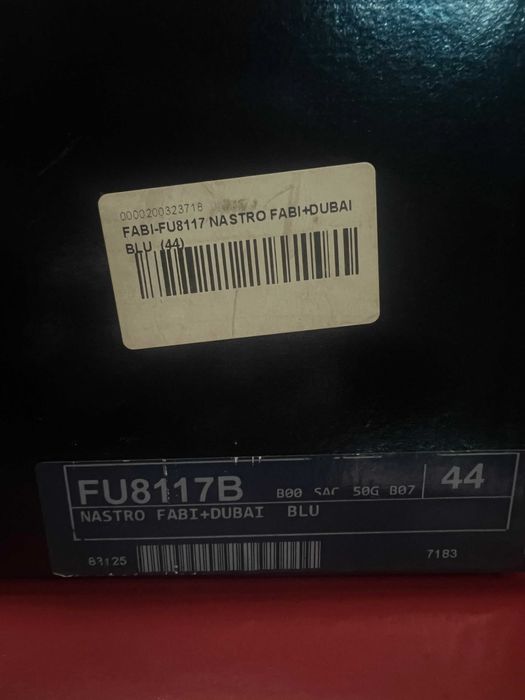 0000200323718
FABI-FU8117 NASTRO FABI+DUBAI
BLU (44)
FU8117B B00 SAC 50G B07 44
NASTRO FABI+DUBAI BLU
83125 7183